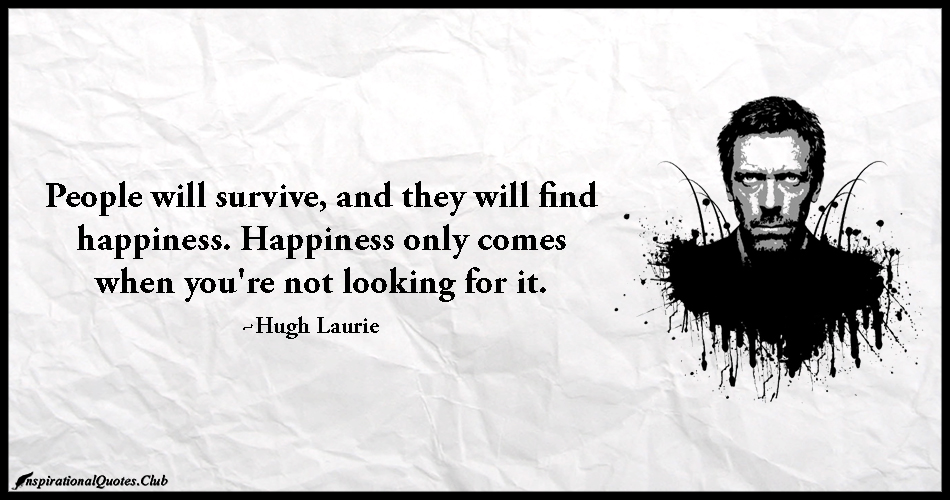 People will survive, and they will find
happiness. Happiness only comes
when you're not looking for it.
~Hugh Laurie
InspirationalQuotes.Club